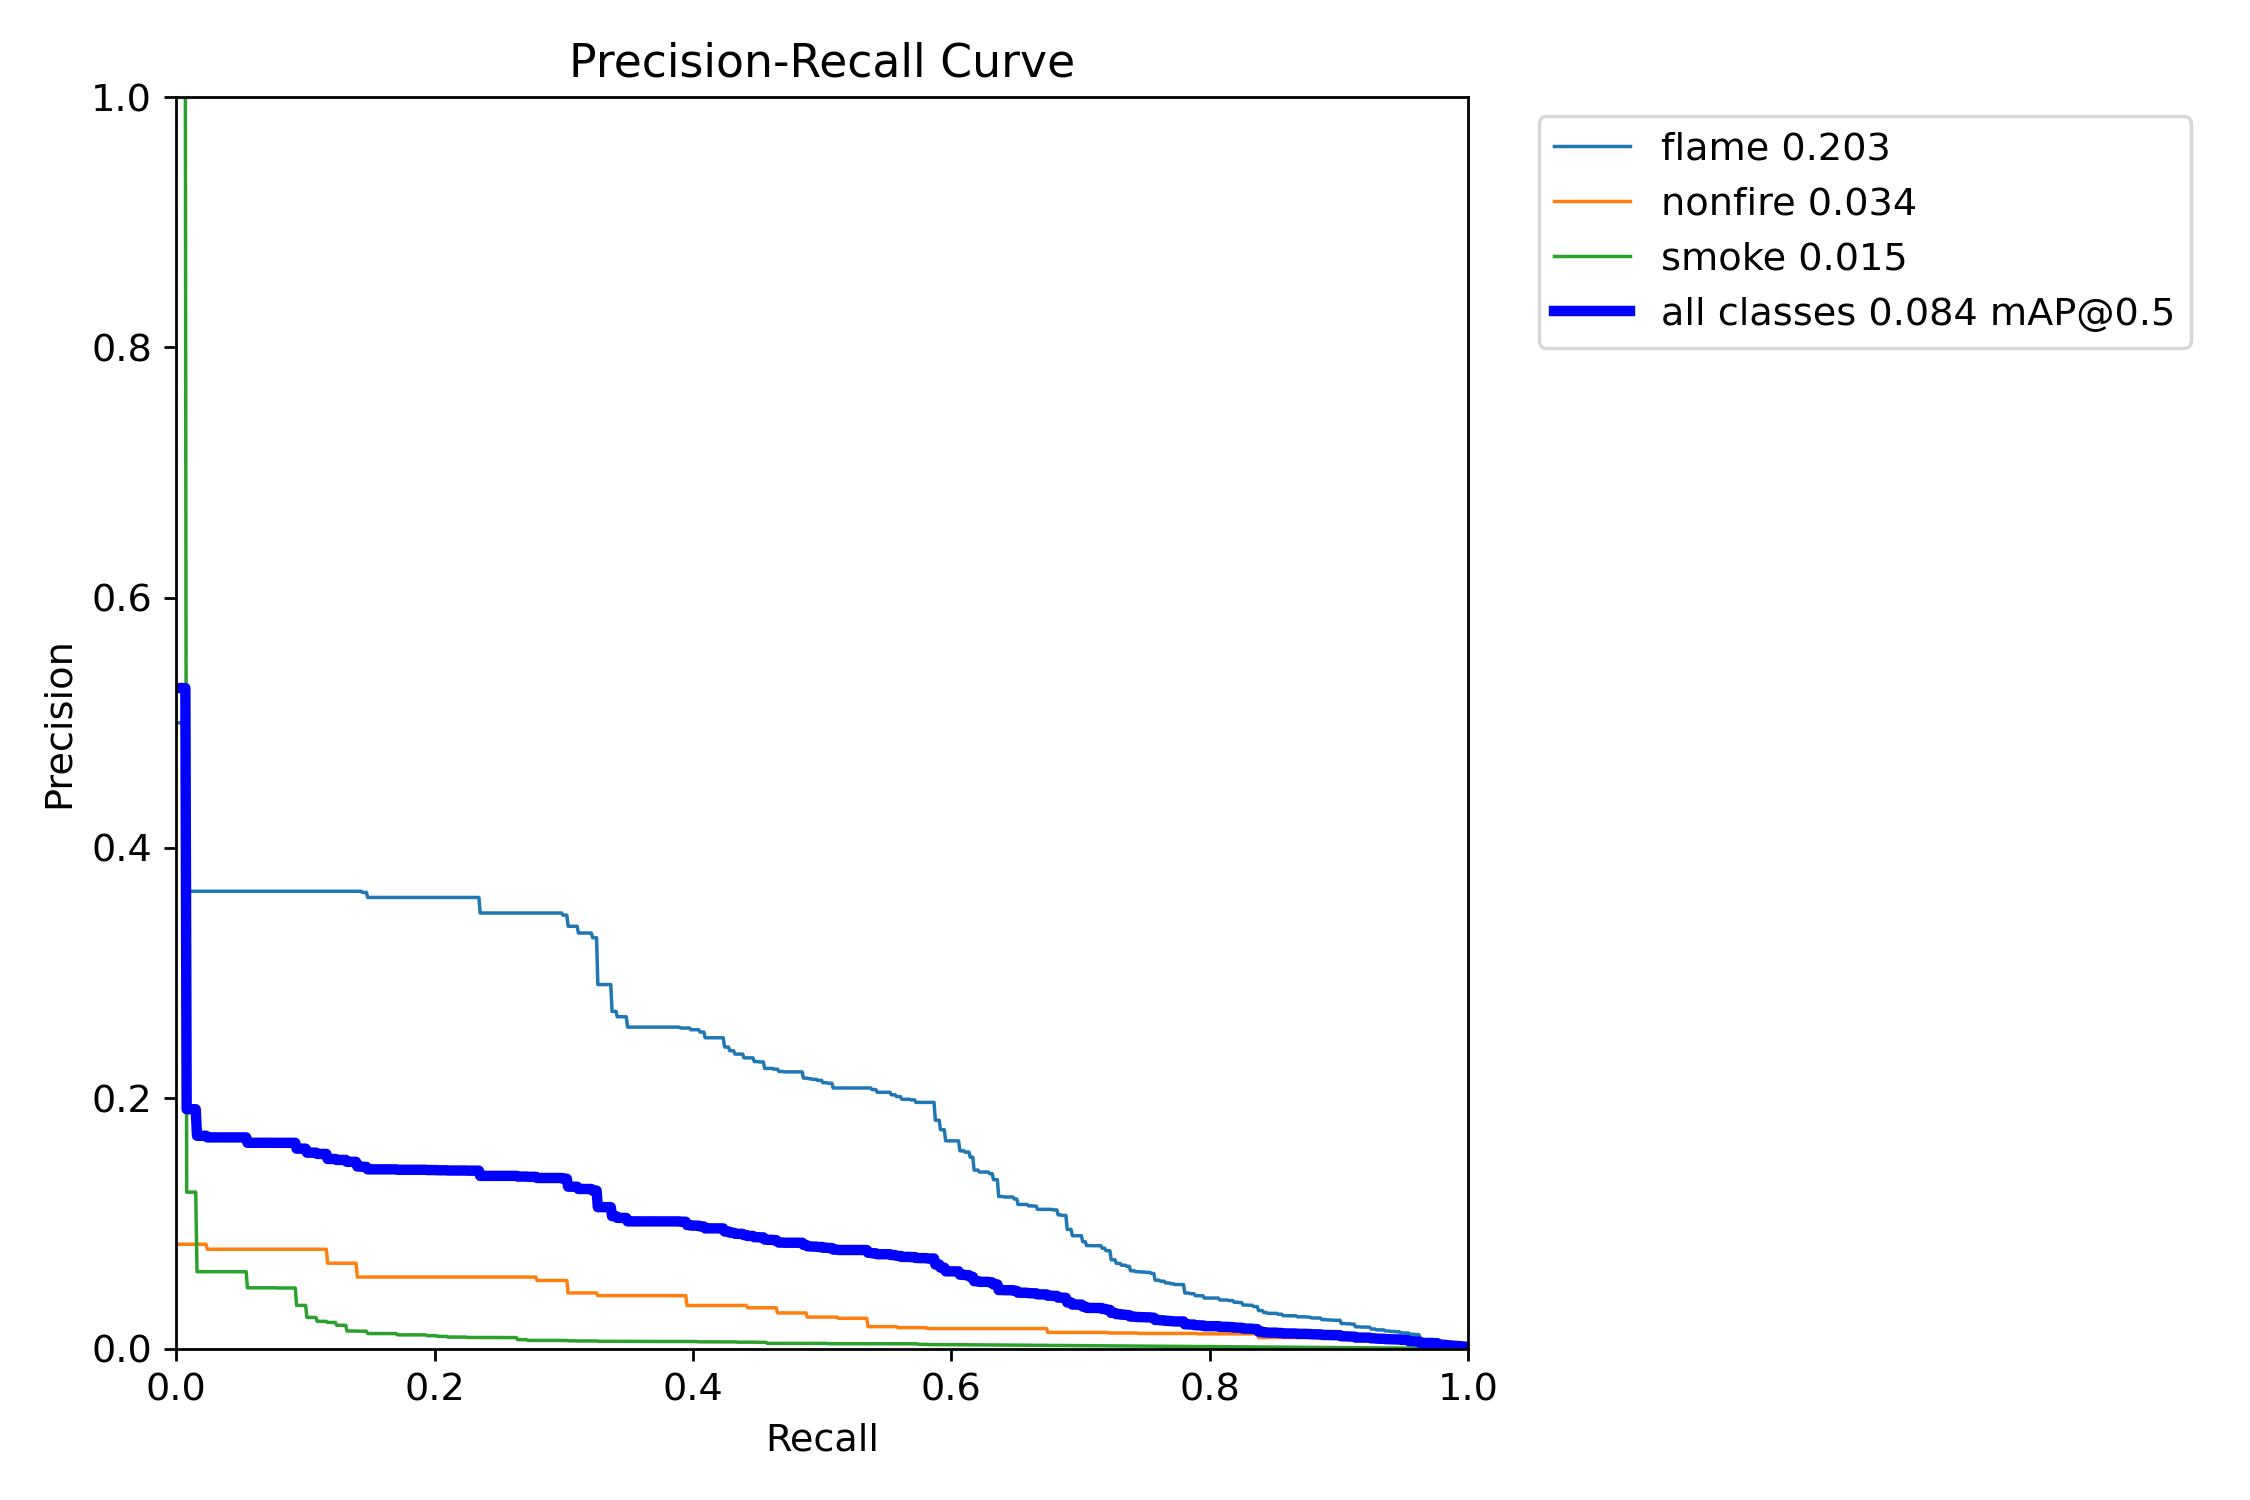 Precision-Recall Curve
1.0
0.8
0.6
0.4
0.2
0.0
Precision
0.0 0.2 0.4 0.6 0.8 1.0
Recall
flame 0.203
nonfire 0.034
smoke 0.015
all classes 0.084 mAP@0.5